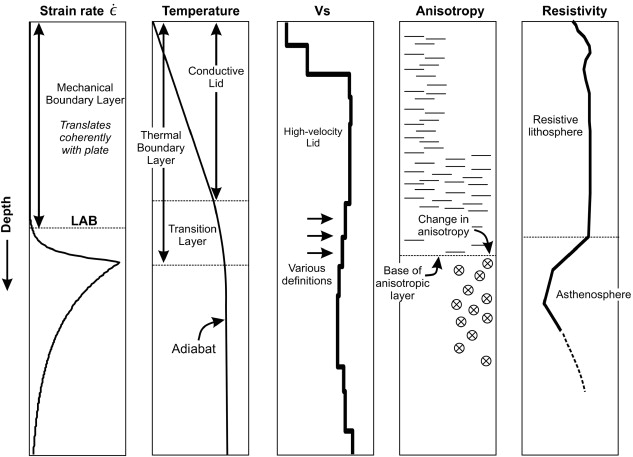 Strain rate ε̇
Temperature
Vs
Anisotropy
Resistivity
Depth
Mechanical
Boundary Layer
Translates
coherently
with plate
LAB
Conductive
Lid
Thermal
Boundary
Layer
Transition
Layer
Adiabat
High-velocity
Lid
Various
definitions
Change in
anisotropy
Base of
anisotropic
layer
Resistive
lithosphere
Asthenosphere